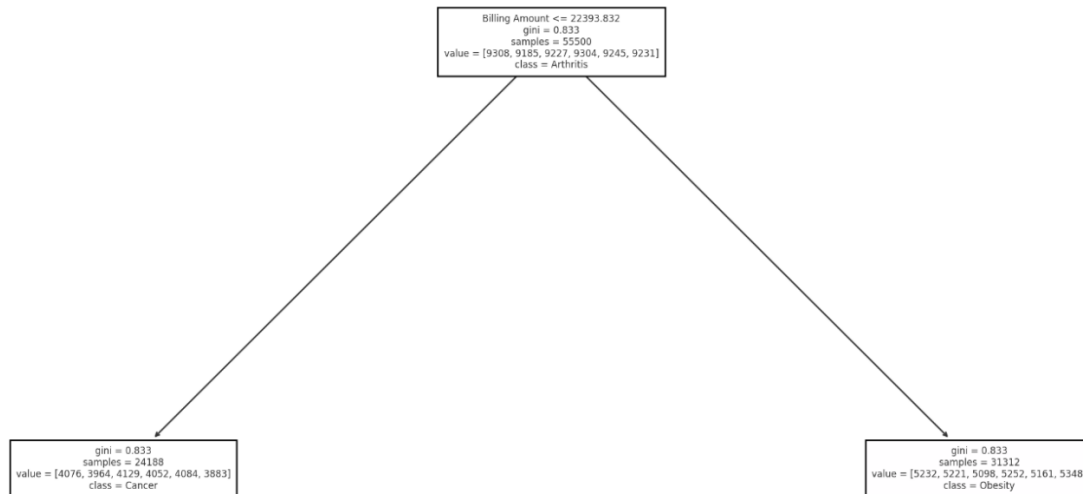 Billing Amount <= 22393.832
gini = 0.833
samples = 55500
value = [9308, 9185, 9227, 9304, 9245, 9231]
class = Arthritis
gini = 0.833
samples = 24188
value = [4076, 3964, 4129, 4052, 4084, 3883]
class = Cancer
gini = 0.833
samples = 31312
value = [5232, 5221, 5098, 5252, 5161, 5348
class = Obesity